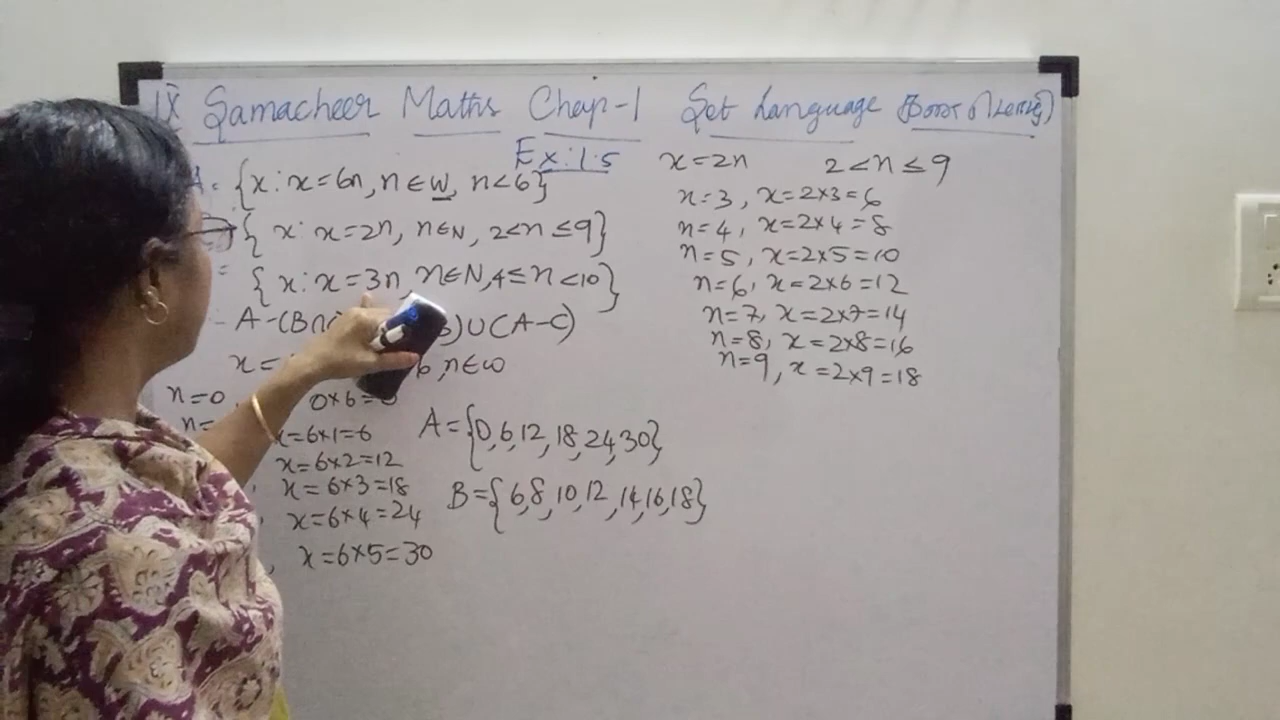 IX Samacheer Maths Chap-1 Set Language
Ex:1.5
A = {x : x = 6n, n ∈ W, n<6}
{ x : x = 2n, n ∈ N, 2<n ≤ 9}
= { x : x = 3n, n ∈ N, 4 ≤ n < 10}
A-(B∩ B)∪(A-C)
x = 6, n ∈ w
n=0 0×6=0
n= x=6×1=6
x=6×2=12
, x=6×3=18
, x=6×4=24
, x=6×5=30
A={0,6,12,18,24,30}
B={6,8,10,12,14,16,18}
x=2n 2<n≤9
n=3, x=2×3=6
n=4, x=2×4=8
n=5, x=2×5=10
n=6, x=2×6=12
n=7, x=2×7=14
n=8, x=2×8=16
n=9, x=2×9=18